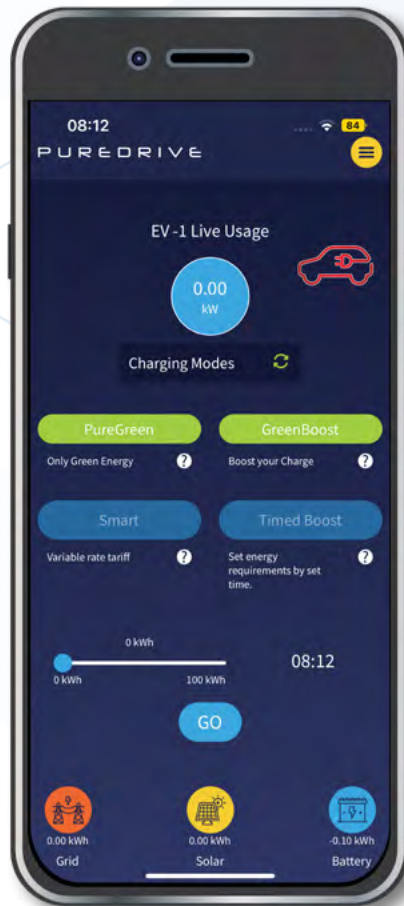 08:12
84
PUREDRIVE
EV -1 Live Usage
0.00
kW
Charging Modes
PureGreen
GreenBoost
Only Green Energy
?
Boost your Charge
?
Smart
Timed Boost
Variable rate tariff
?
Set energy
requirements by set
time.
?
0 kWh
08:12
0 kWh
100 kWh
GO
0.00 kWh
0.00 kWh
-0.10 kWh
Grid
Solar
Battery